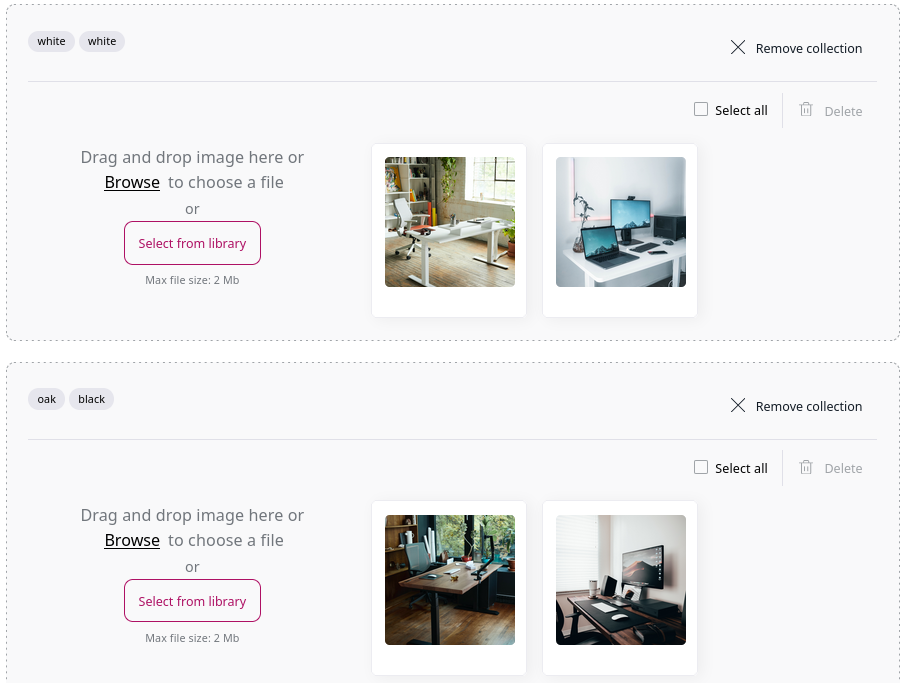 white white
Remove collection
Select all
Delete
Drag and drop image here or
Browse to choose a file
or
Select from library
Max file size: 2 Mb
oak black
Remove collection
Select all
Delete
Drag and drop image here or
Browse to choose a file
or
Select from library
Max file size: 2 Mb